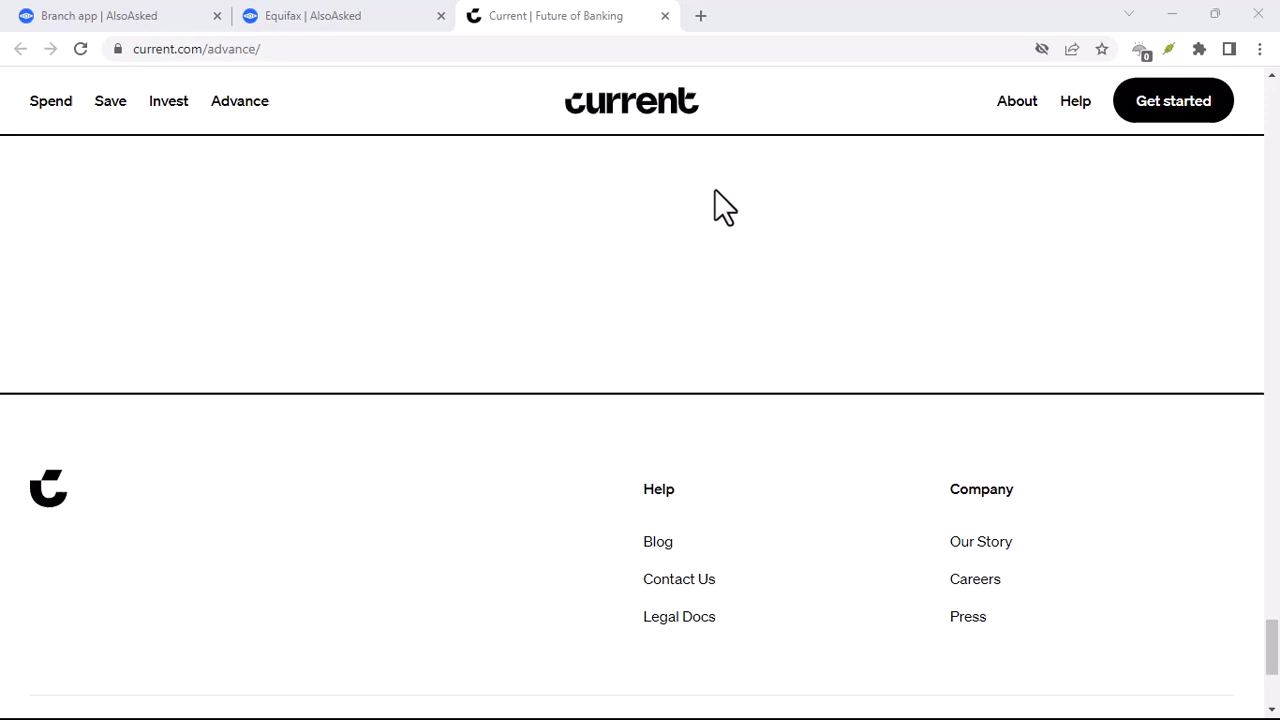 Branch app | AlsoAsked
Equifax | AlsoAsked
Current | Future of Banking
current.com/advance/
0
Spend Save Invest Advance
current
About Help Get started
Help
Company
Blog
Our Story
Contact Us
Careers
Legal Docs
Press